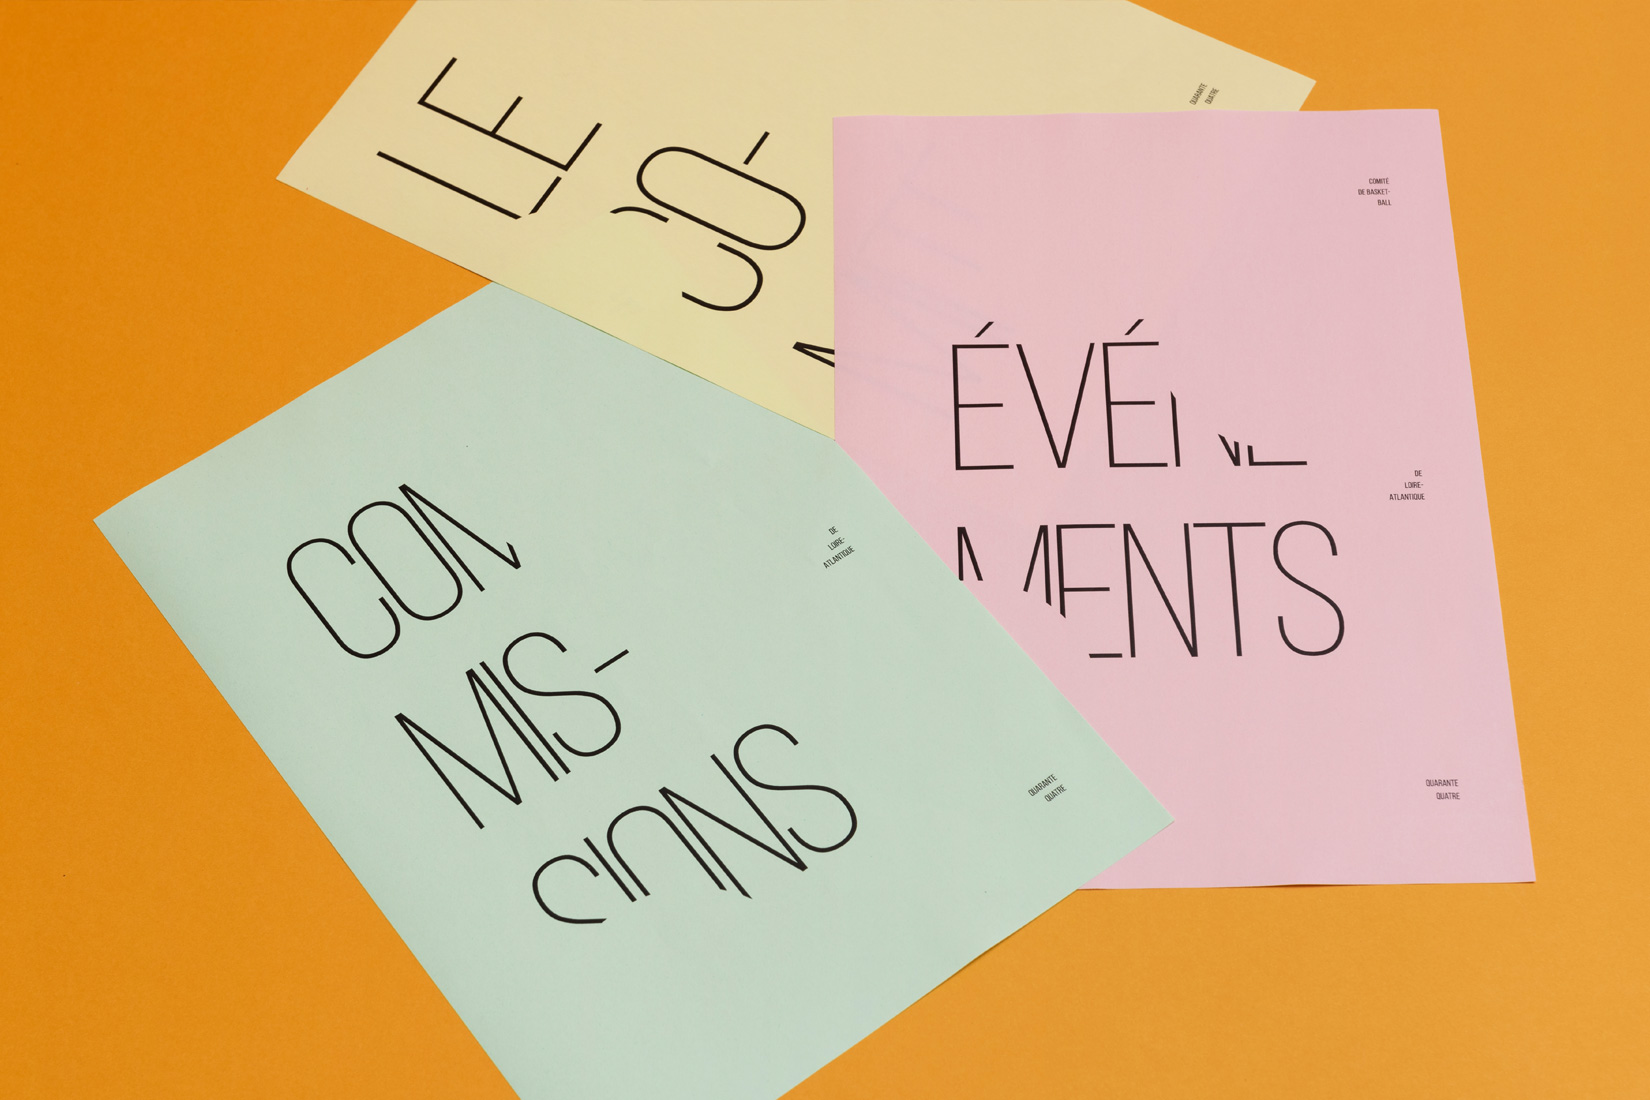 LE
CO-
QUARANTE
QUATRE
COMITÉ
DE BASKET-
BALL
ÉVÉNE
MENTS
DE
LOIRE-
ATLANTIQUE
QUARANTE
QUATRE
COM
MIS-
SIONS
DE
LOIRE-
ATLANTIQUE
QUARANTE
QUATRE